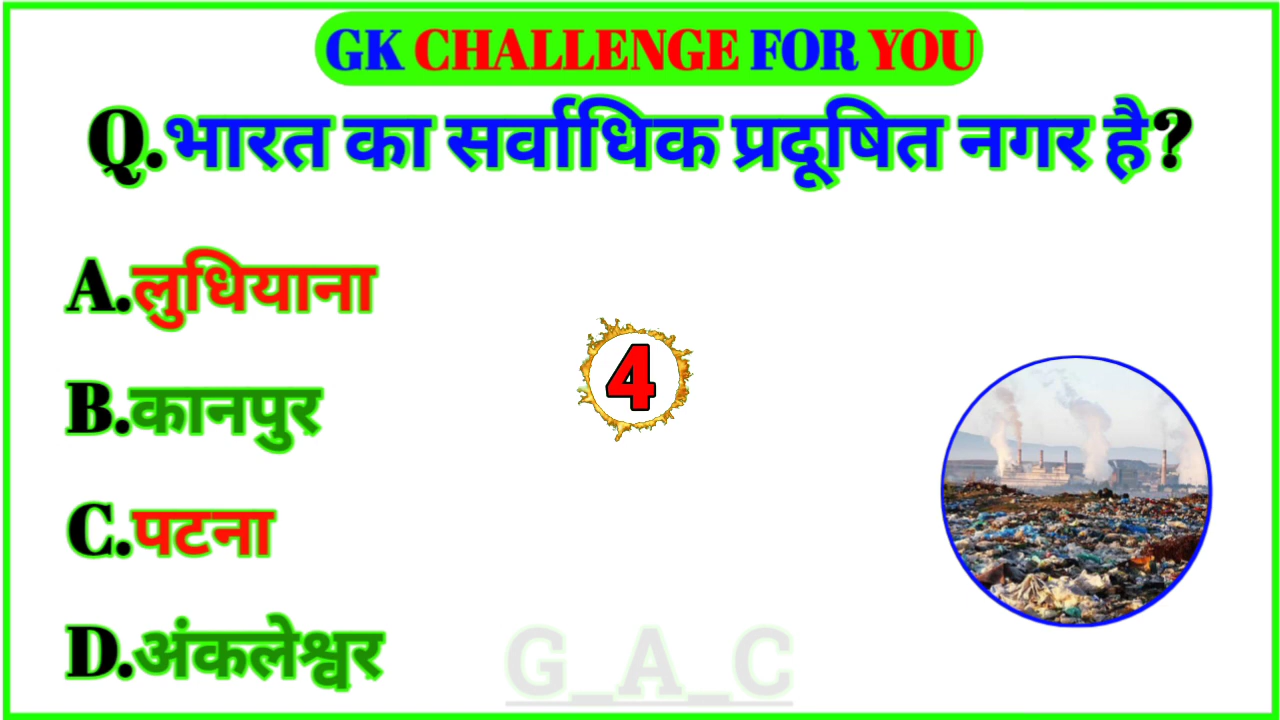 GK CHALLENGE FOR YOU
Q.भारत का सर्वाधिक प्रदूषित नगर है?
A.लुधियाना
B.कानपुर
4
C.पटना
D.अंकलेश्वर
G_A_C